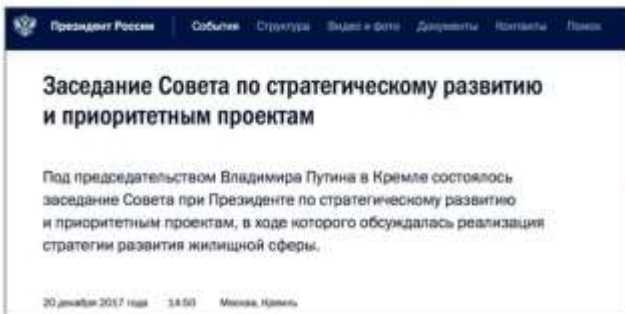 Президент России События Структура Видео и фото Документы Контакты Поиск
Заседание Совета по стратегическому развитию
и приоритетным проектам
Под председательством Владимира Путина в Кремле состоялось
заседание Совета при Президенте по стратегическому развитию
и приоритетным проектам, в ходе которого обсуждалась реализация
стратегии развития жилищной сферы.
20 декабря 2017 года 14:50 Москва, Кремль